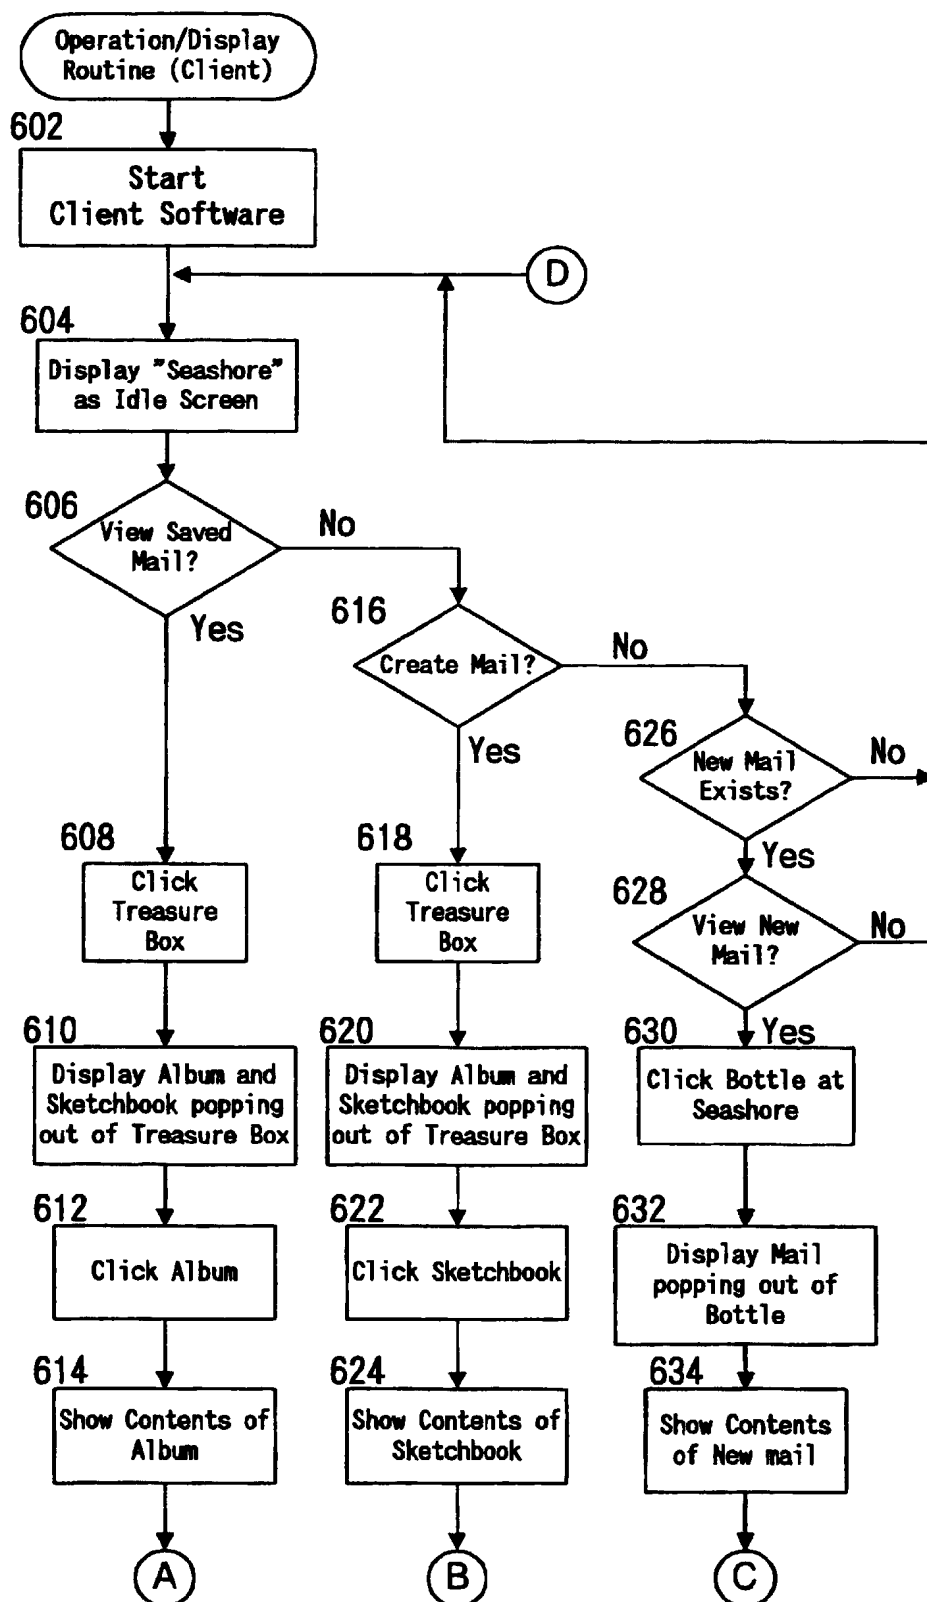 Operation/Display
Routine (Client)
602
Start
Client Software
D
604
Display "Seashore"
as Idle Screen
606
View Saved
Mail?
No
Yes
616
Create Mail?
No
Yes
626
New Mail
Exists?
No
Yes
608
Click
Treasure
Box
618
Click
Treasure
Box
628
View New
Mail?
No
Yes
610
Display Album and
Sketchbook popping
out of Treasure Box
620
Display Album and
Sketchbook popping
out of Treasure Box
630
Click Bottle at
Seashore
612
Click Album
622
Click Sketchbook
632
Display Mail
popping out of
Bottle
614
Show Contents of
Album
624
Show Contents of
Sketchbook
634
Show Contents
of New mail
A
B
C